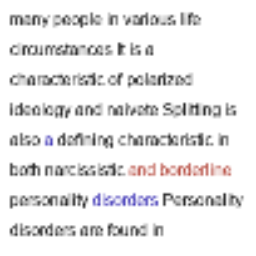 many people in various life
circumstances It is a
characteristic of polarized
ideology and naivete Splitting is
also a defining characteristic in
both narcissistic and borderline
personality disorders Personality
disorders are found in